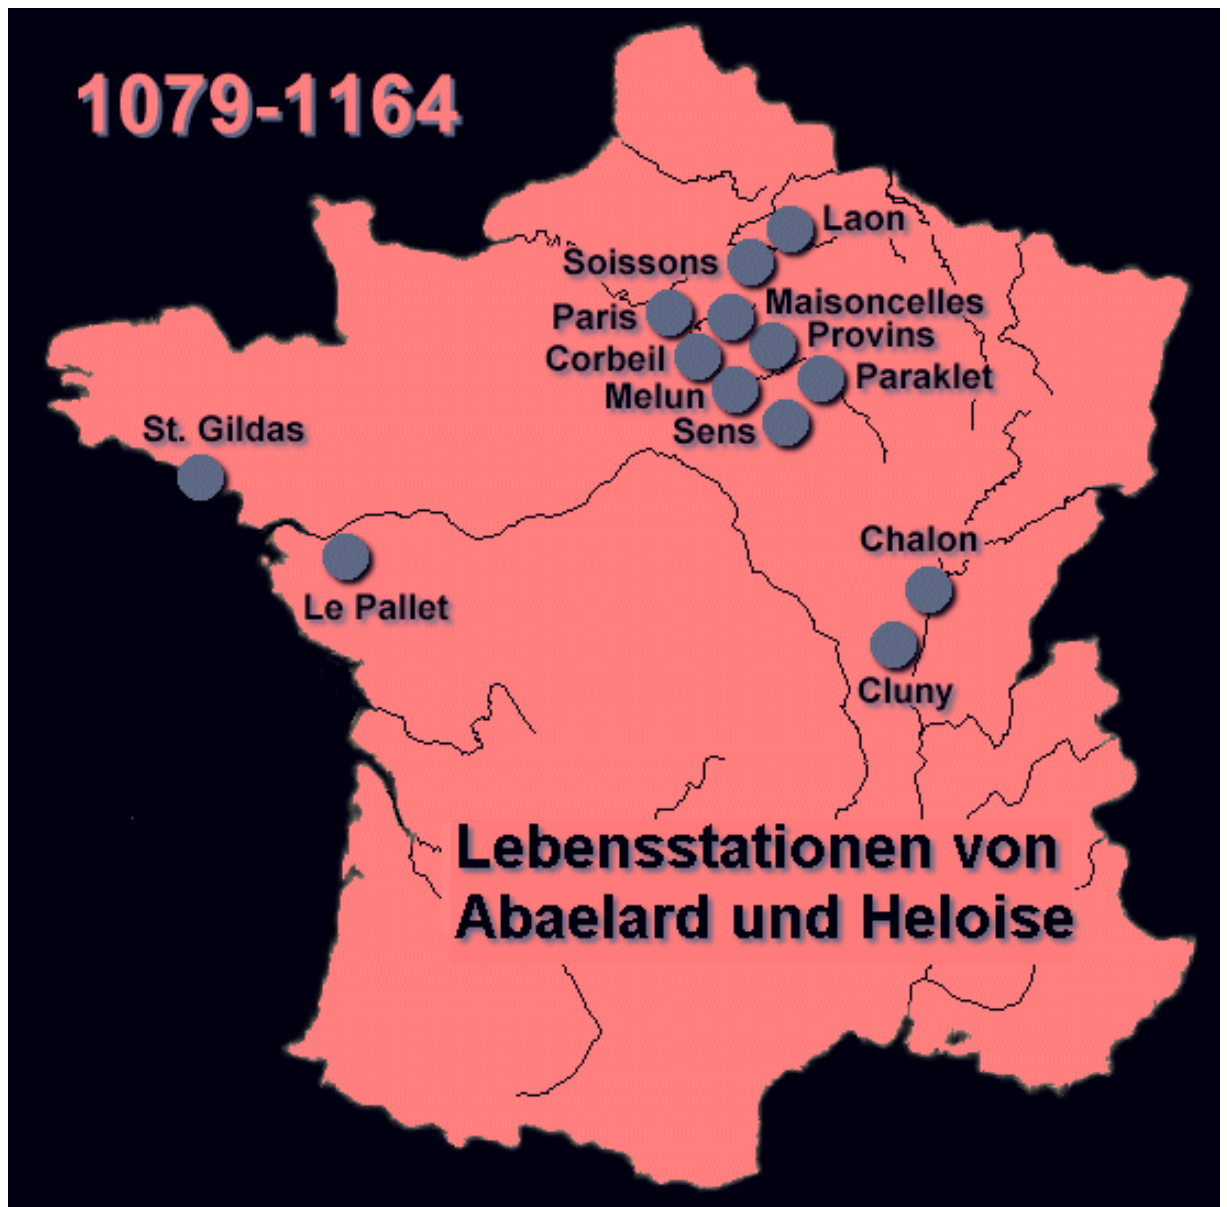 1079-1164
Laon
Soissons
Maisoncelles
Paris
Provins
Corbeil
Paraklet
Melun
Sens
St. Gildas
Chalon
Le Pallet
Cluny
Lebensstationen von
Abaelard und Heloise